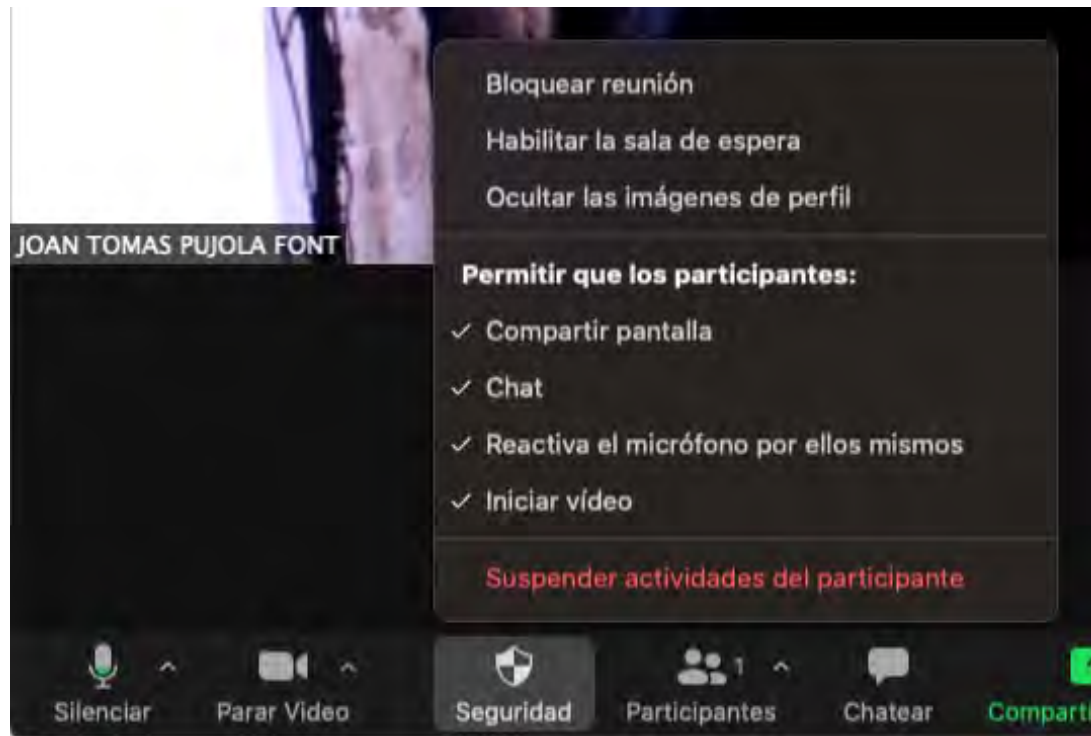 Bloquear reunión
Habilitar la sala de espera
Ocultar las imágenes de perfil
JOAN TOMAS PUJOLA FONT
Permitir que los participantes:
Compartir pantalla
Chat
Reactiva el micrófono por ellos mismos
Iniciar vídeo
Suspender actividades del participante
1
Silenciar
Parar Video
Seguridad
Participantes
Chatear